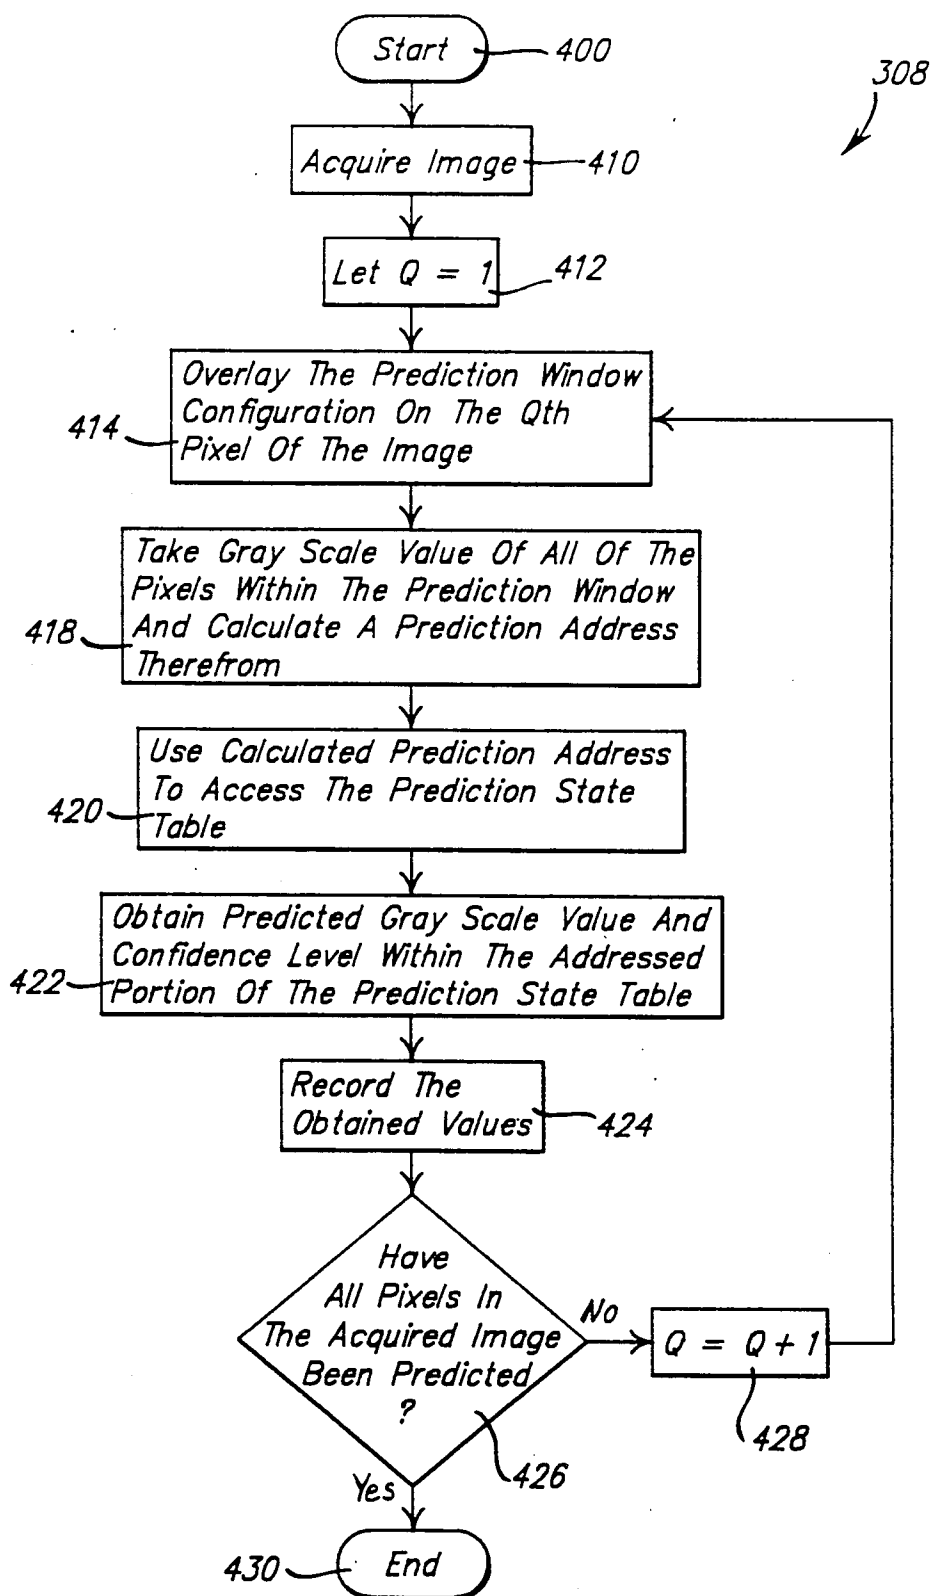 Start
400
308
Acquire Image
410
Let Q = 1
412
Overlay The Prediction Window
Configuration On The Qth
Pixel Of The Image
414
Take Gray Scale Value Of All Of The
Pixels Within The Prediction Window
And Calculate A Prediction Address
Therefrom
418
Use Calculated Prediction Address
To Access The Prediction State
Table
420
Obtain Predicted Gray Scale Value And
Confidence Level Within The Addressed
Portion Of The Prediction State Table
422
Record The
Obtained Values
424
Have
All Pixels In
The Acquired Image
Been Predicted
?
426
No
Q = Q + 1
428
Yes
End
430